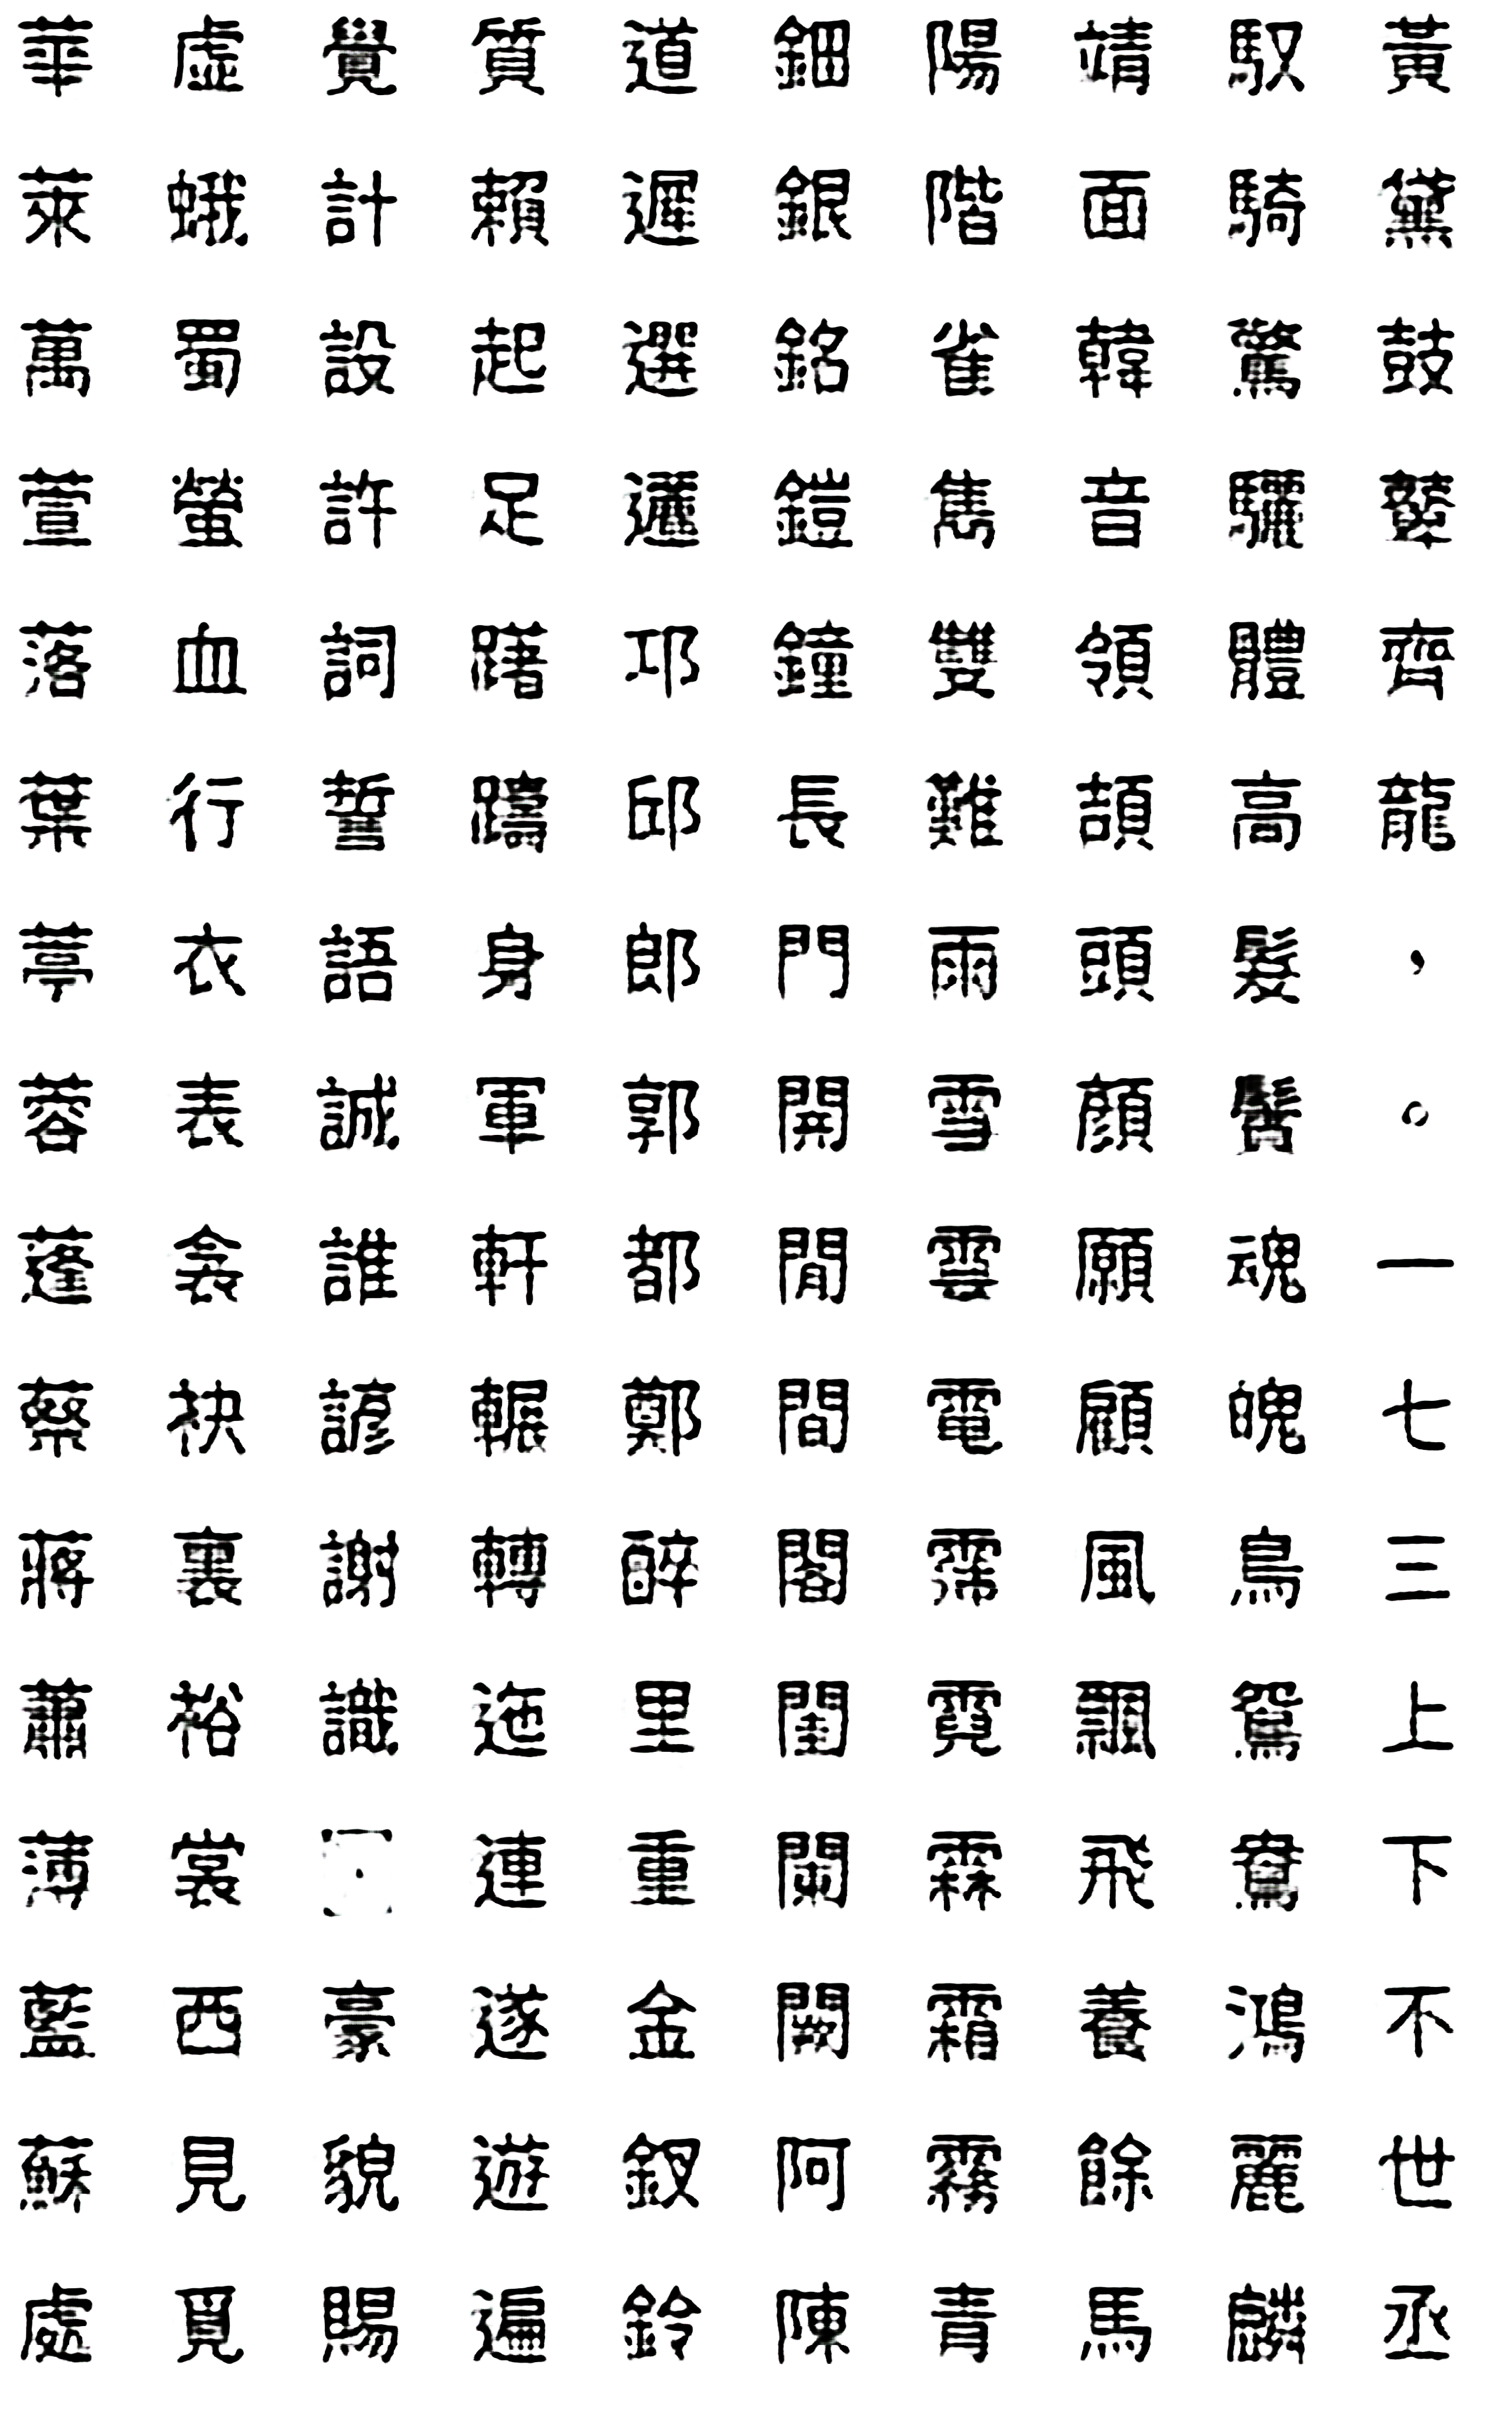 華虛覺質道鈿陽靖馭黃
萊蛾計賴遲銀階面騎黛
萬蜀設起選銘雀韓驚鼓
萱螢許足邐鎧雋音驪鼙
落血詞躇邛鐘雙領體齊
葉行誓躊邱長難頡高龍
葶衣語身郎門雨頭髮，
蓉表誠軍郭開雪顏鬢。
蓬衾誰軒都閒雲願魂一
蔡袂諺輾鄭間電顧魄七
蔣裏謝轉醉閣霈風鳥三
蕭袷識迤里閨霓飄鴛上
薄裳連重閑霖飛鴦下
藍西豪遂金闕霜養鴻不
蘇見貌遊釵阿霧餘麗世
處覓賜遍鈴陳青馬麟丞